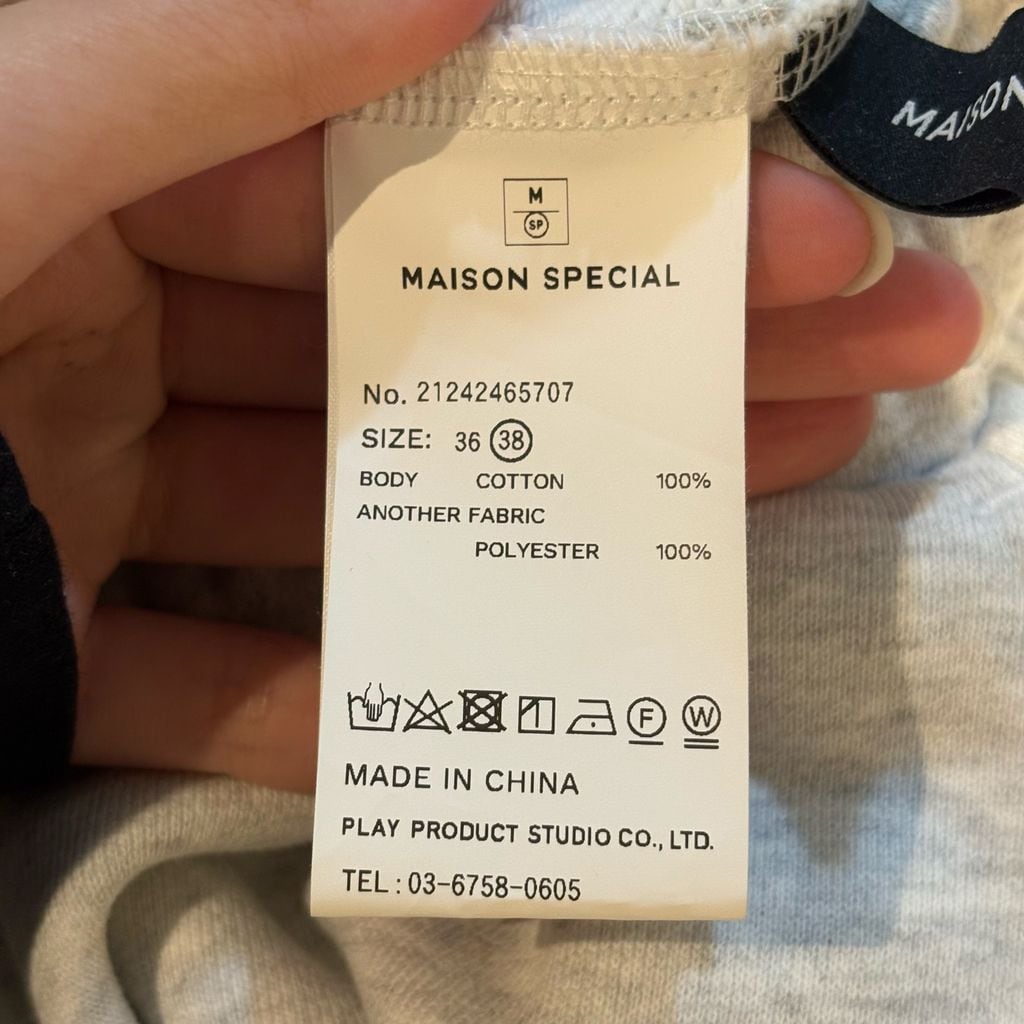 MAISON
M
SP
MAISON SPECIAL
No. 21242465707
SIZE: 36 38
BODY COTTON 100%
ANOTHER FABRIC
POLYESTER 100%
F W
MADE IN CHINA
PLAY PRODUCT STUDIO CO., LTD.
TEL : 03-6758-0605